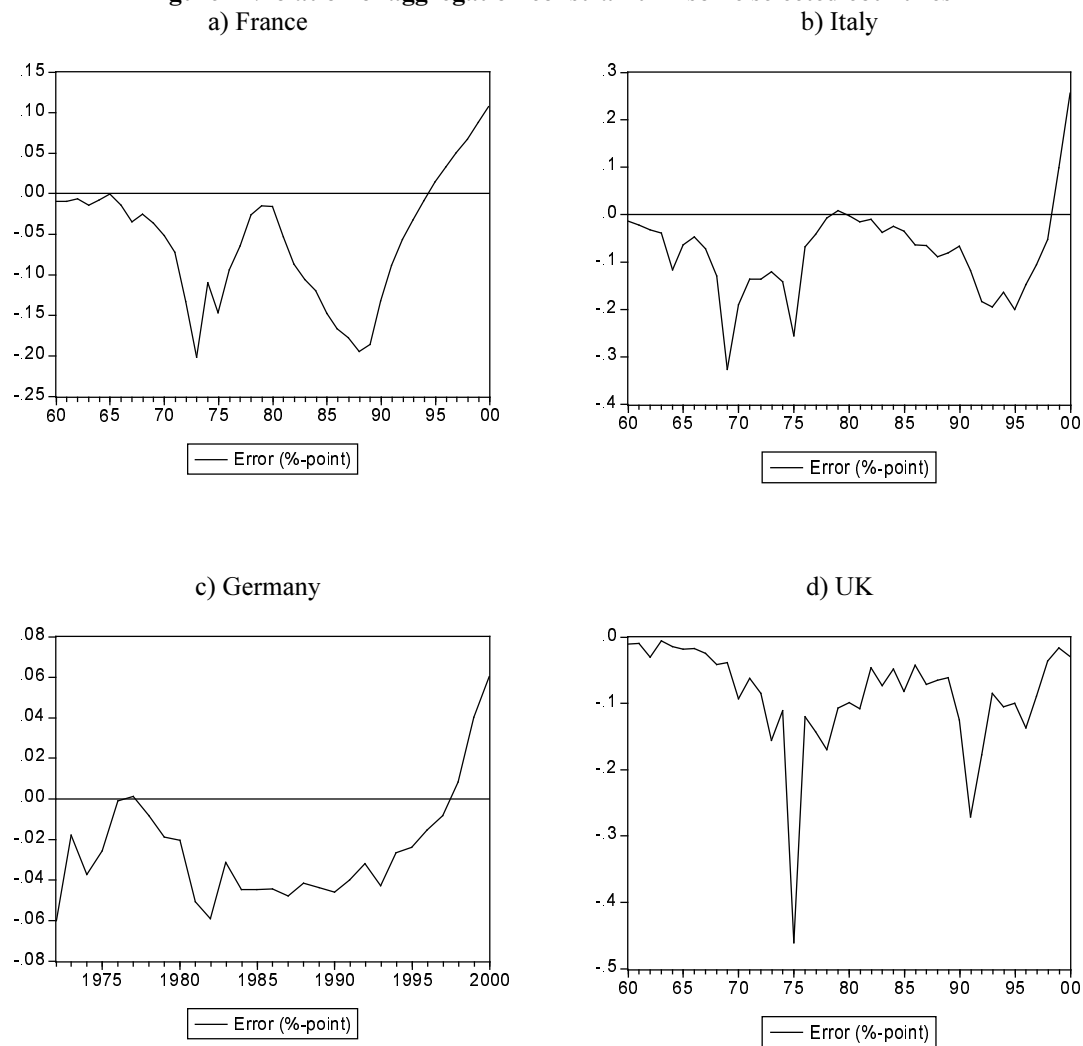 a) France
b) Italy
.15
.10
.05
.00
-.05
-.10
-.15
-.20
-.25
60 65 70 75 80 85 90 95 00
Error (%-point)
.3
.2
.1
.0
-.1
-.2
-.3
-.4
60 65 70 75 80 85 90 95 00
Error (%-point)
c) Germany
d) UK
.08
.06
.04
.02
.00
-.02
-.04
-.06
-.08
1975 1980 1985 1990 1995 2000
Error (%-point)
.0
-.1
-.2
-.3
-.4
-.5
60 65 70 75 80 85 90 95 00
Error (%-point)